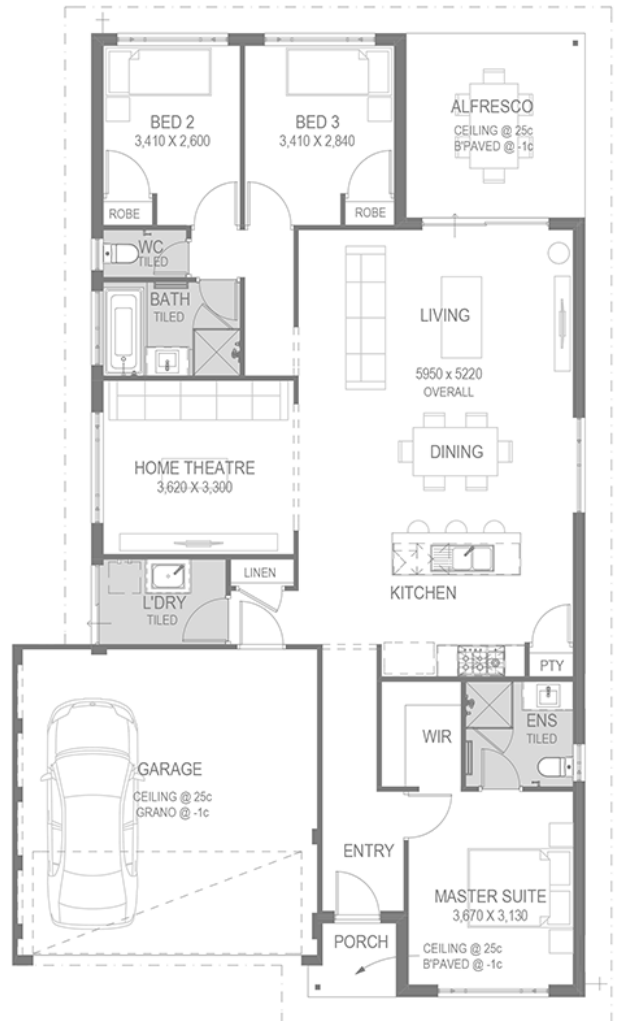 BED 2
3,410 X 2,600
BED 3
3,410 X 2,840
ALFRESCO
CEILING @ 25c
B'PAVED @ -1c
ROBE
ROBE
WC
TILED
BATH
TILED
LIVING
5950 x 5220
OVERALL
DINING
HOME THEATRE
3,620 X 3,300
KITCHEN
LINEN
L'DRY
TILED
PTY
WIR
ENS
TILED
GARAGE
CEILING @ 25c
GRANO @ -1c
ENTRY
MASTER SUITE
3,670 X 3,130
PORCH
CEILING @ 25c
B'PAVED @ -1c